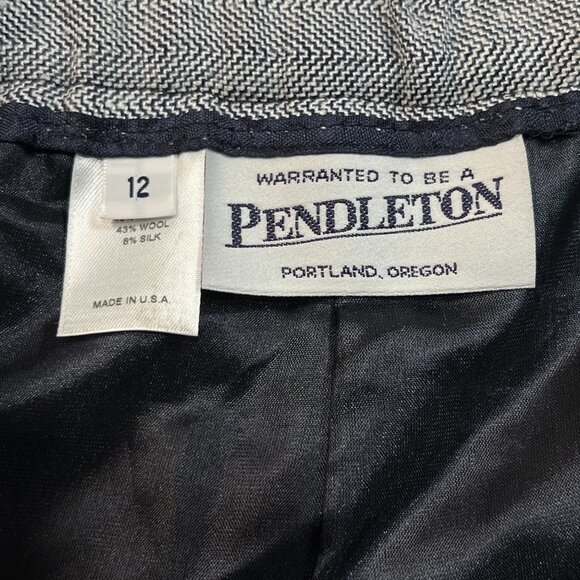 12
43% WOOL
8% SILK
MADE IN U.S.A.
WARRANTED TO BE A
PENDLETON
PORTLAND, OREGON